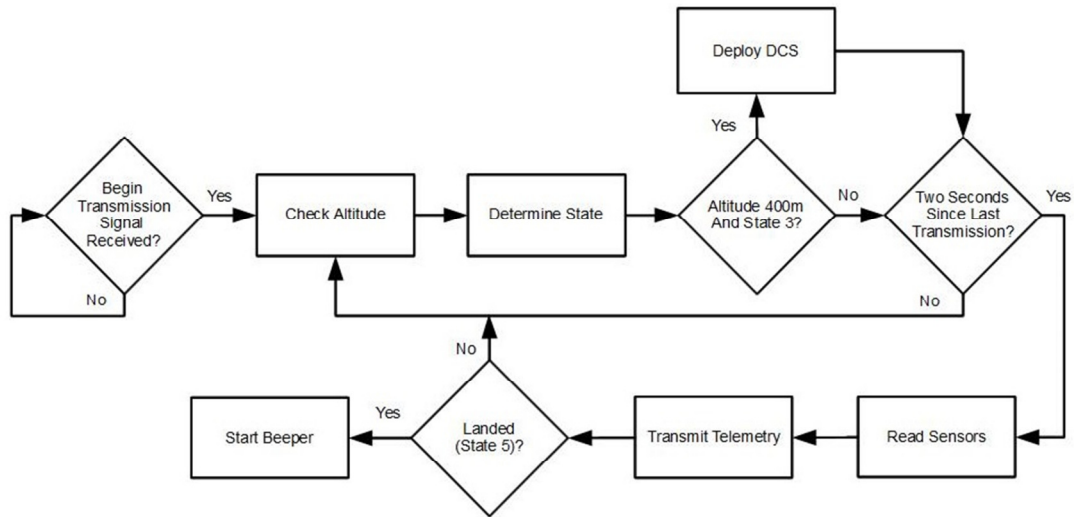 Deploy DCS
Yes
Begin
Transmission
Signal
Received?
Yes
No
Check Altitude
Determine State
Altitude 400m
And State 3?
No
Two Seconds
Since Last
Transmission?
Yes
No
No
Yes
Start Beeper
Landed
(State 5)?
Transmit Telemetry
Read Sensors